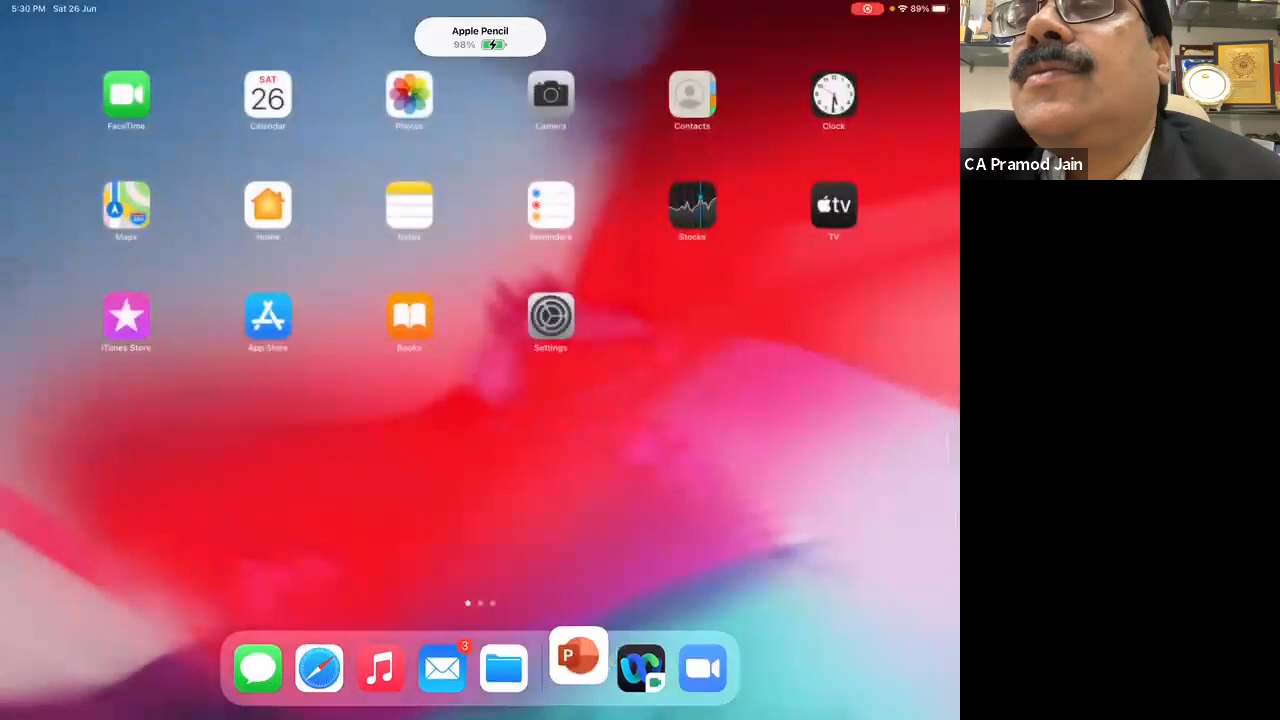 5:30 PM Sat 26 Jun
89%
Apple Pencil
98%
SAT
26
FaceTime
Calendar
Photos
Camera
Contacts
Clock
tv
Maps
Home
Notes
Reminders
Stocks
TV
iTunes Store
App Store
Books
Settings
3
P
CA Pramod Jain